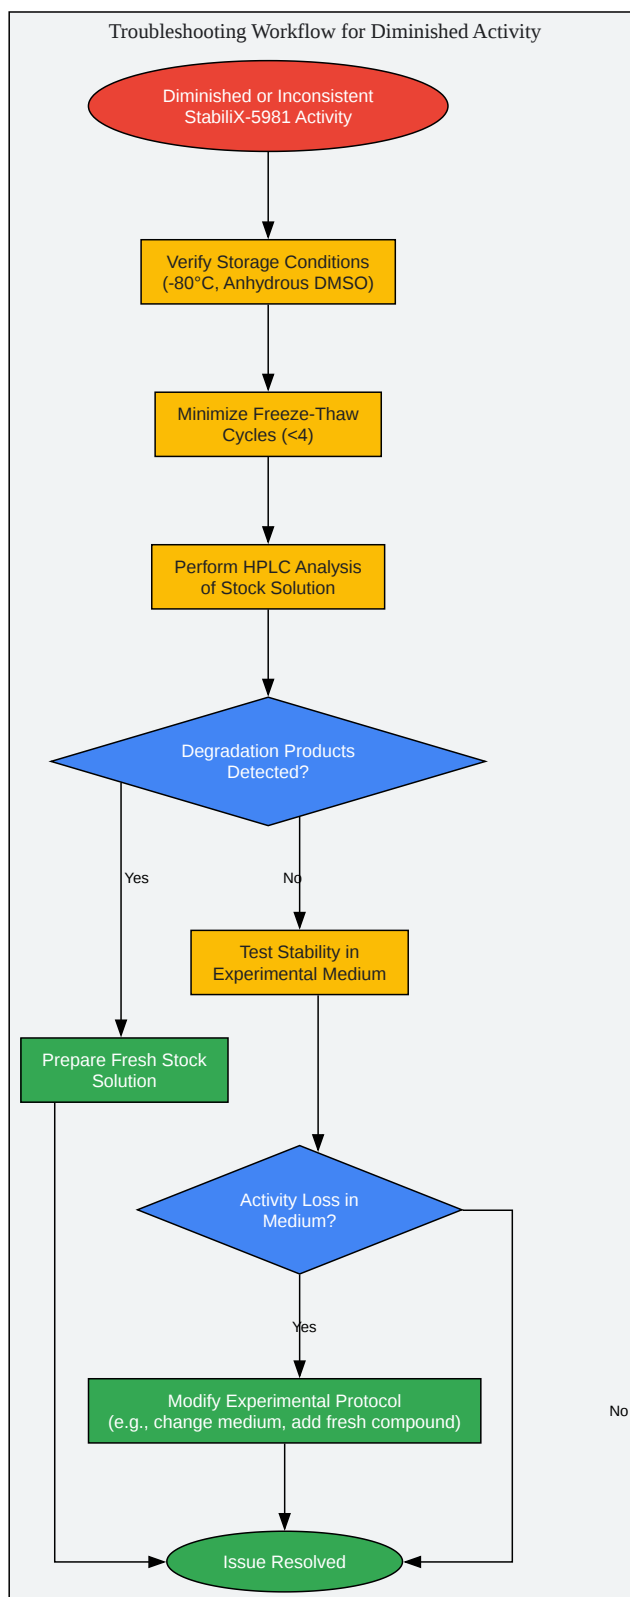 Troubleshooting Workflow for Diminished Activity
Diminished or Inconsistent
StabiliX-5981 Activity
Verify Storage Conditions
(-80°C, Anhydrous DMSO)
Minimize Freeze-Thaw
Cycles (<4)
Perform HPLC Analysis
of Stock Solution
Degradation Products
Detected?
Yes
No
Test Stability in
Experimental Medium
Prepare Fresh Stock
Solution
Activity Loss in
Medium?
Yes
Modify Experimental Protocol
(e.g., change medium, add fresh compound)
No
Issue Resolved